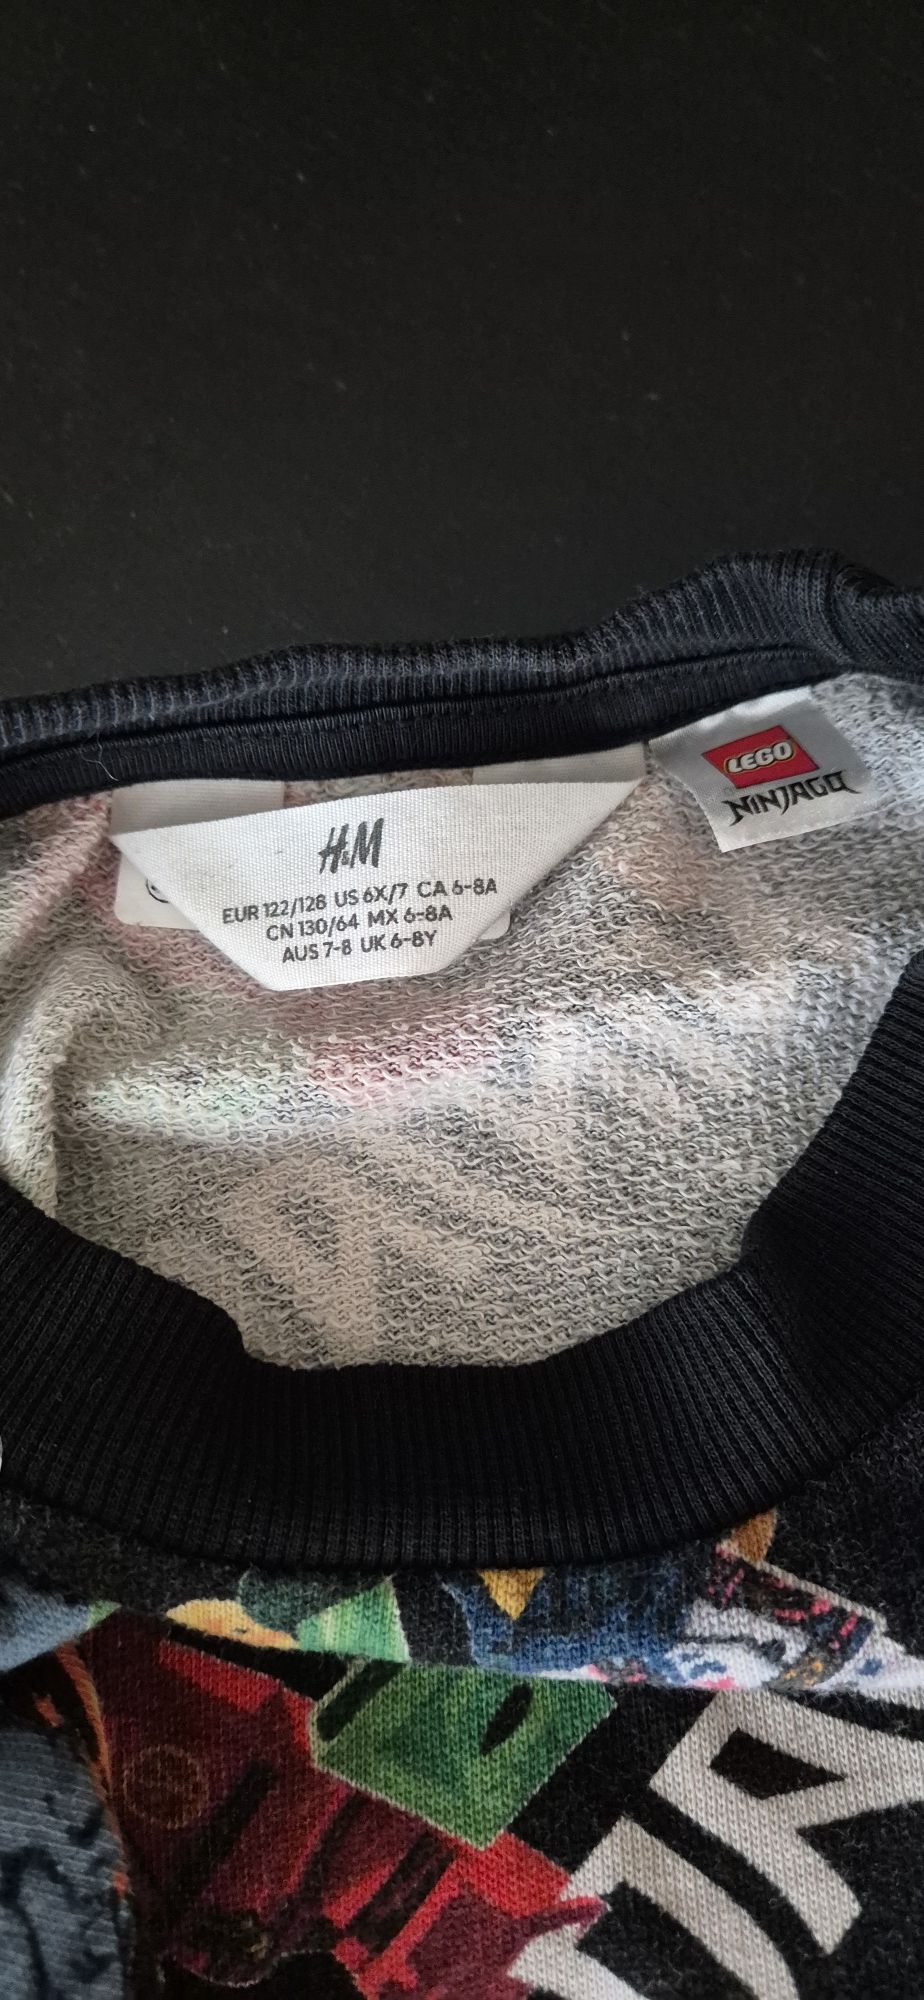 LEGO
NINJAGO
H&M
EUR 122/128 US 6X/7 CA 6-8A
CN 130/64 MX 6-8A
AUS 7-8 UK 6-8Y